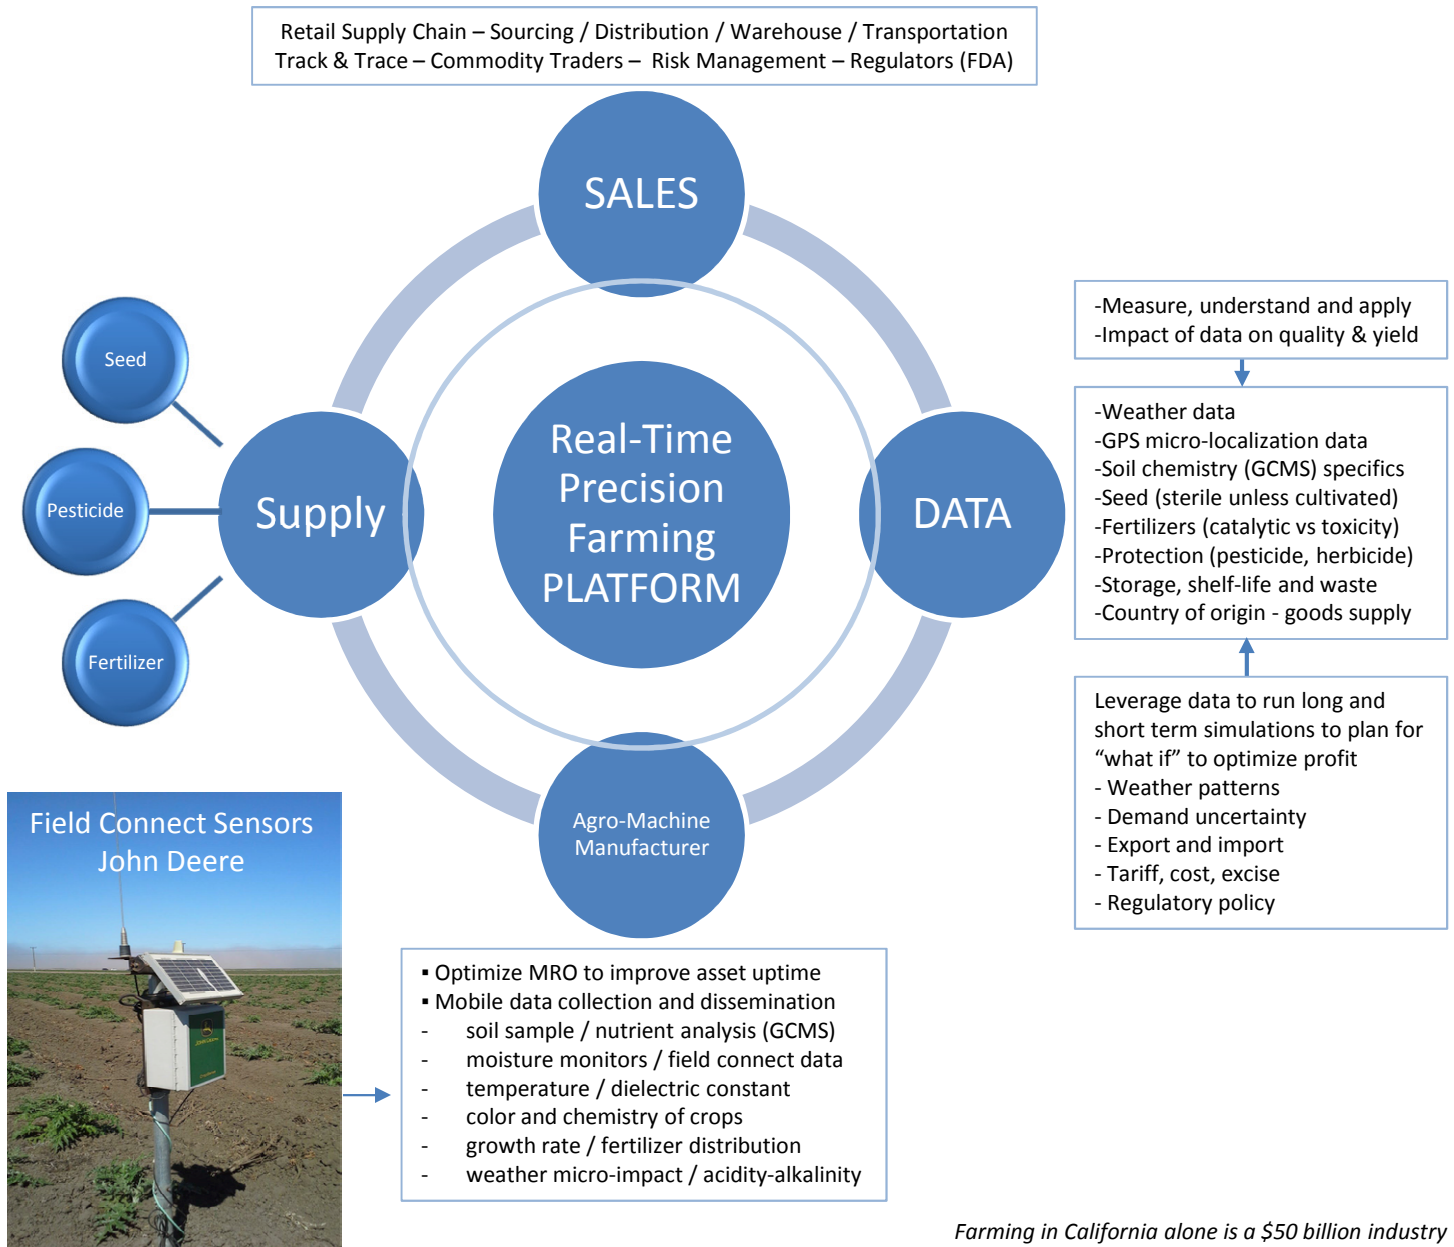 Retail Supply Chain – Sourcing / Distribution / Warehouse / Transportation
Track & Trace – Commodity Traders – Risk Management – Regulators (FDA)
SALES
Seed
Pesticide
Fertilizer
Supply
Real-Time
Precision
Farming
PLATFORM
DATA
Agro-Machine
Manufacturer
-Measure, understand and apply
-Impact of data on quality & yield
-Weather data
-GPS micro-localization data
-Soil chemistry (GCMS) specifics
-Seed (sterile unless cultivated)
-Fertilizers (catalytic vs toxicity)
-Protection (pesticide, herbicide)
-Storage, shelf-life and waste
-Country of origin - goods supply
Leverage data to run long and
short term simulations to plan for
“what if” to optimize profit
- Weather patterns
- Demand uncertainty
- Export and import
- Tariff, cost, excise
- Regulatory policy
Field Connect Sensors
John Deere
▪ Optimize MRO to improve asset uptime
▪ Mobile data collection and dissemination
- soil sample / nutrient analysis (GCMS)
- moisture monitors / field connect data
- temperature / dielectric constant
- color and chemistry of crops
- growth rate / fertilizer distribution
- weather micro-impact / acidity-alkalinity
Farming in California alone is a $50 billion industry